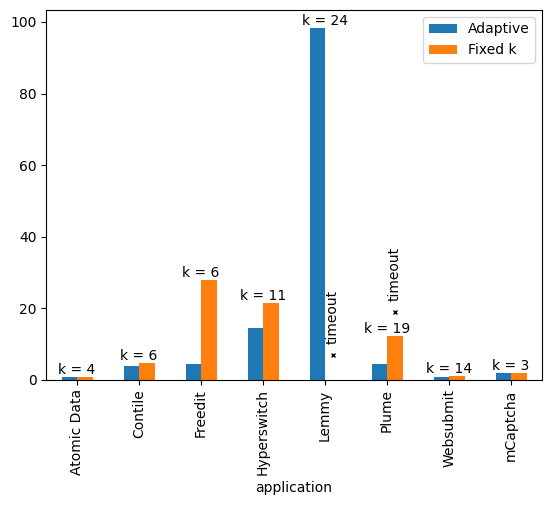 100
80
60
40
20
0
Adaptive
Fixed k
k = 4
k = 6
k = 6
k = 11
k = 24
timeout
k = 19
timeout
k = 14
k = 3
Atomic Data
Contile
Freedit
Hyperswitch
Lemmy
Plume
Websubmit
mCaptcha
application